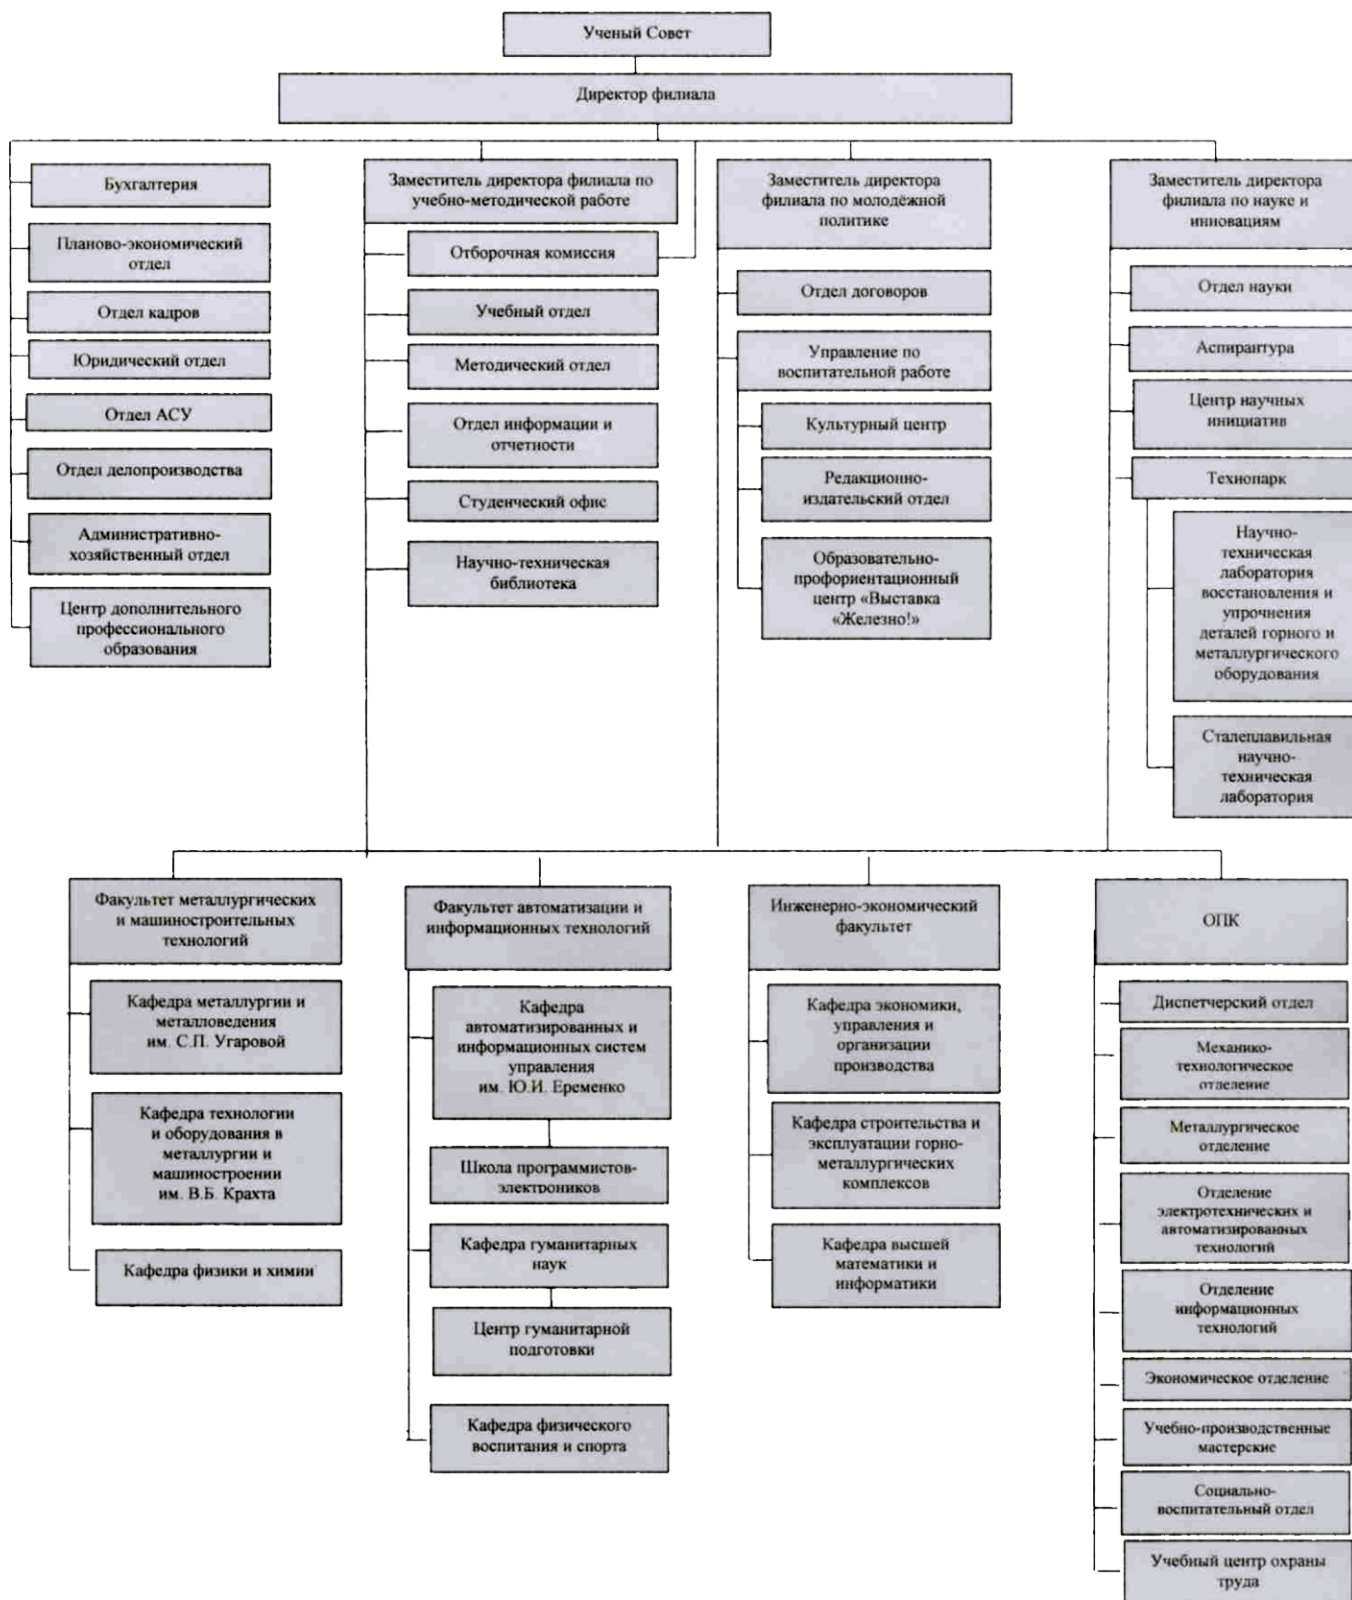 Ученый Совет
Директор филиала
Бухгалтерия
Планово-экономический
отдел
Отдел кадров
Юридический отдел
Отдел АСУ
Отдел делопроизводства
Административно-
хозяйственный отдел
Центр дополнительного
профессионального
образования
Заместитель директора филиала по
учебно-методической работе
Отборочная комиссия
Учебный отдел
Методический отдел
Отдел информации и
отчетности
Студенческий офис
Научно-техническая
библиотека
Заместитель директора
филиала по молодёжной
политике
Отдел договоров
Управление по
воспитательной работе
Культурный центр
Редакционно-
издательский отдел
Образовательно-
профориентационный
центр «Выставка
«Железно!»
Заместитель директора
филиала по науке и
инновациям
Отдел науки
Аспирантура
Центр научных
инициатив
Технопарк
Научно-
техническая
лаборатория
восстановления и
упрочнения
деталей горного и
металлургического
оборудования
Сталеплавильная
научно-
техническая
лаборатория
Факультет металлургических
и машиностроительных
технологий
Кафедра металлургии и
металловедения
им. С.П. Угаровой
Кафедра технологии
и оборудования в
металлургии и
машиностроении
им. В.Б. Крахта
Кафедра физики и химии
Факультет автоматизации и
информационных технологий
Кафедра
автоматизированных и
информационных систем
управления
им. Ю.И. Еременко
Школа программистов-
электроников
Кафедра гуманитарных
наук
Центр гуманитарной
подготовки
Кафедра физического
воспитания и спорта
Инженерно-экономический
факультет
Кафедра экономики,
управления и
организации
производства
Кафедра строительства и
эксплуатации горно-
металлургических
комплексов
Кафедра высшей
математики и
информатики
ОПК
Диспетчерский отдел
Механико-
технологическое
отделение
Металлургическое
отделение
Отделение
электротехнических и
автоматизированных
технологий
Отделение
информационных
технологий
Экономическое отделение
Учебно-производственные
мастерские
Социально-
воспитательный отдел
Учебный центр охраны
труда